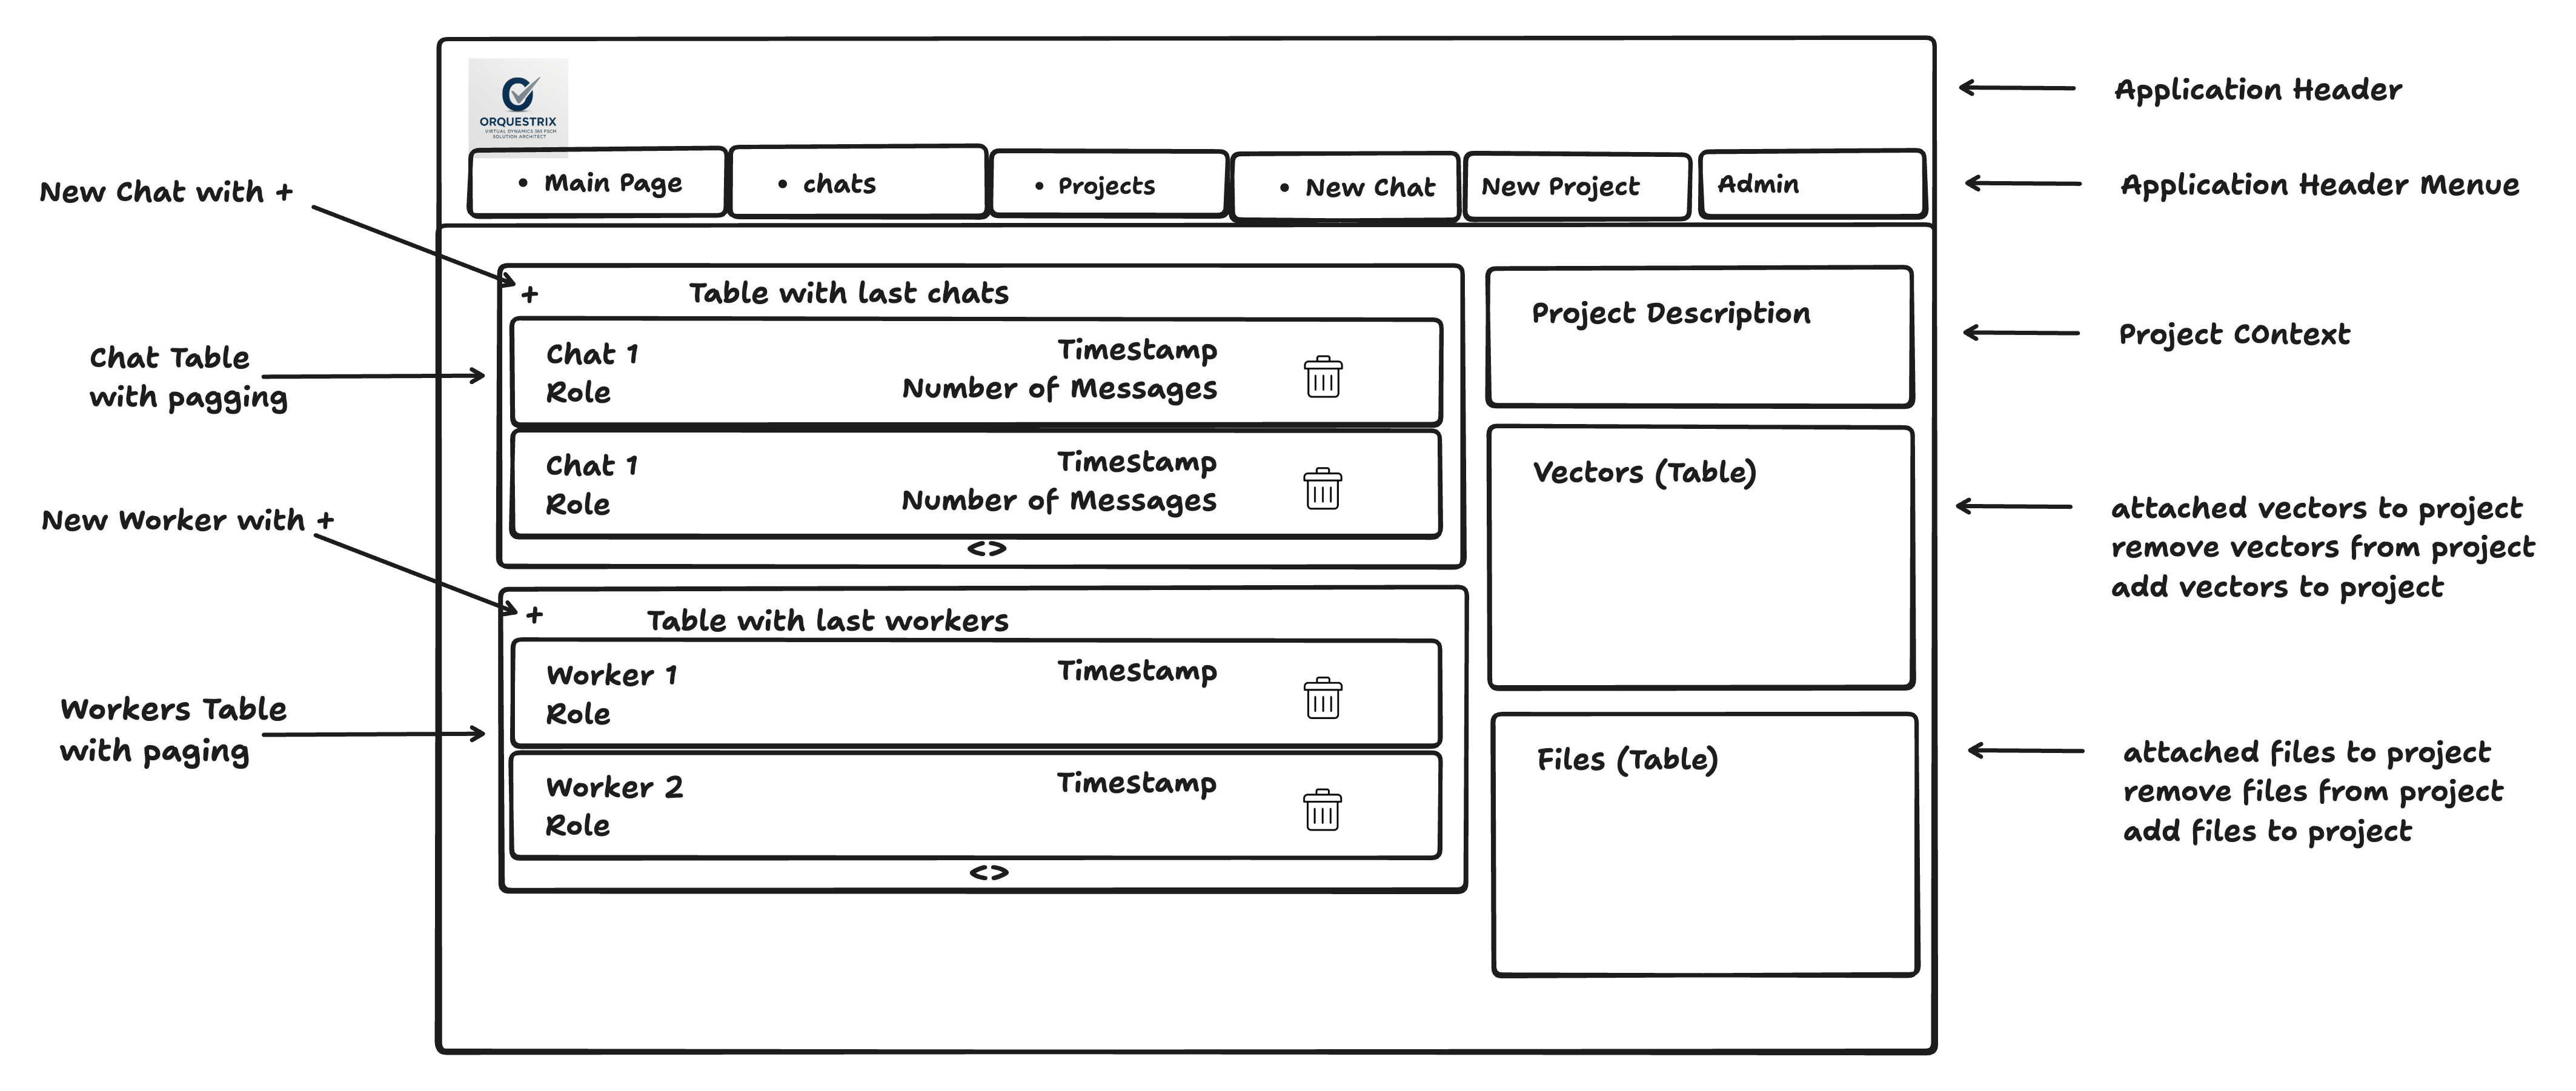 Application Header
ORQUESTRIX
VIRTUAL DYNAMICS 365 FSCM
SOLUTION ARCHITECT
New Chat with +
• Main Page
• chats
• Projects
• New Chat
New Project
Admin
Application Header Menue
+ Table with last chats
Chat 1 Timestamp
Role Number of Messages
Chat 1 Timestamp
Role Number of Messages
<>
Chat Table
with pagging
Project Description
Project COntext
New Worker with +
Vectors (Table)
attached vectors to project
remove vectors from project
add vectors to project
+ Table with last workers
Worker 1 Timestamp
Role
Worker 2 Timestamp
Role
<>
Workers Table
with paging
Files (Table)
attached files to project
remove files from project
add files to project